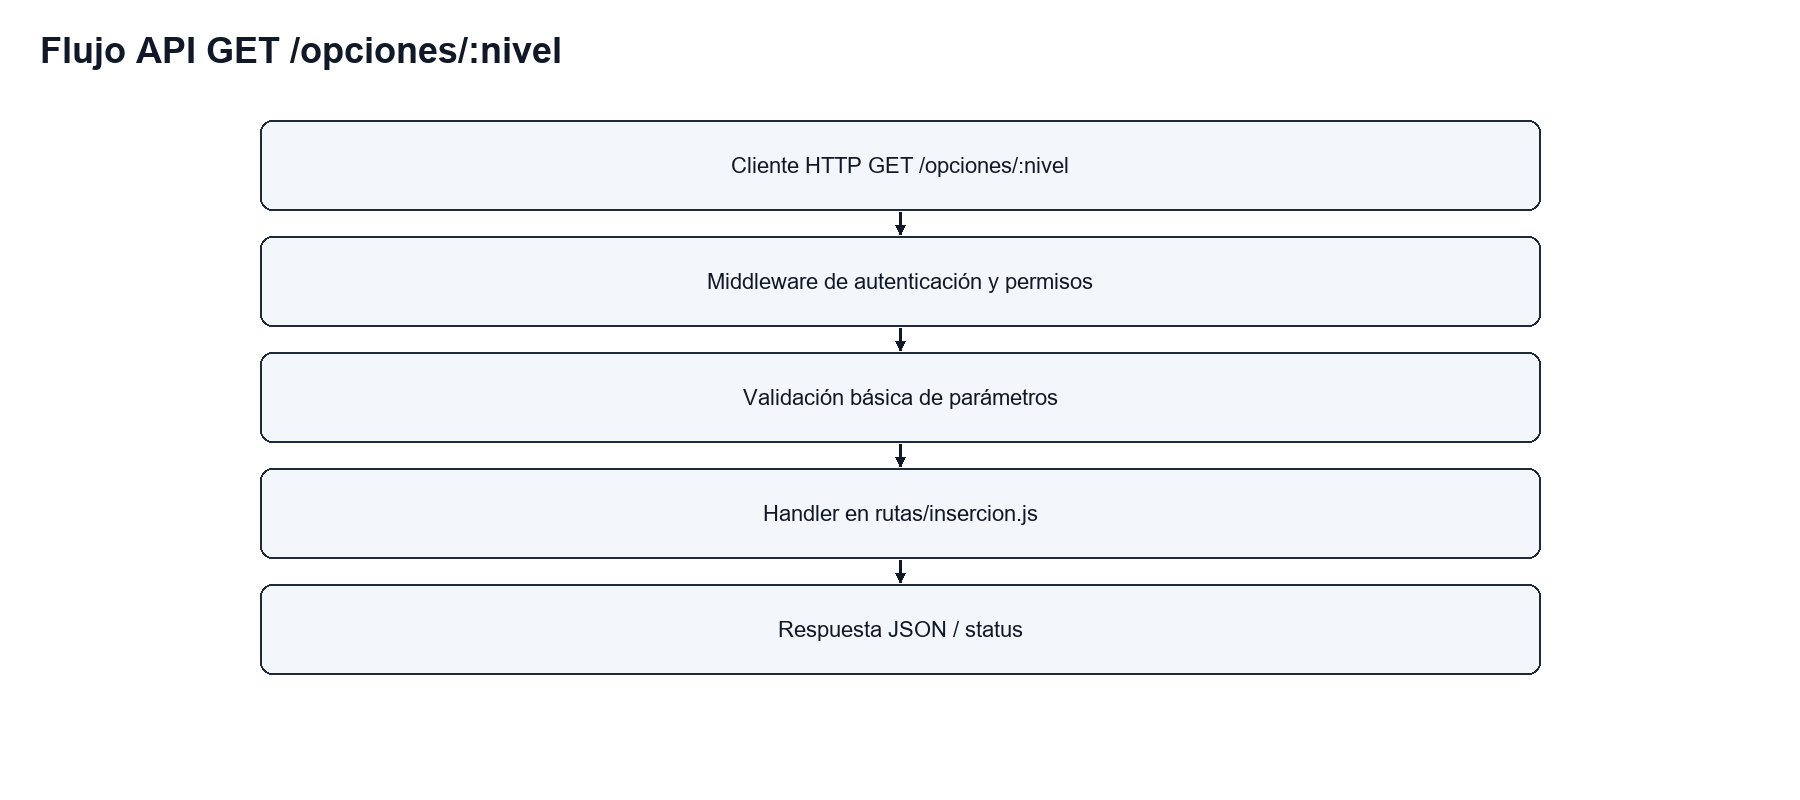 Flujo API GET /opciones/:nivel
Cliente HTTP GET /opciones/:nivel
Middleware de autenticación y permisos
Validación básica de parámetros
Handler en rutas/insercion.js
Respuesta JSON / status